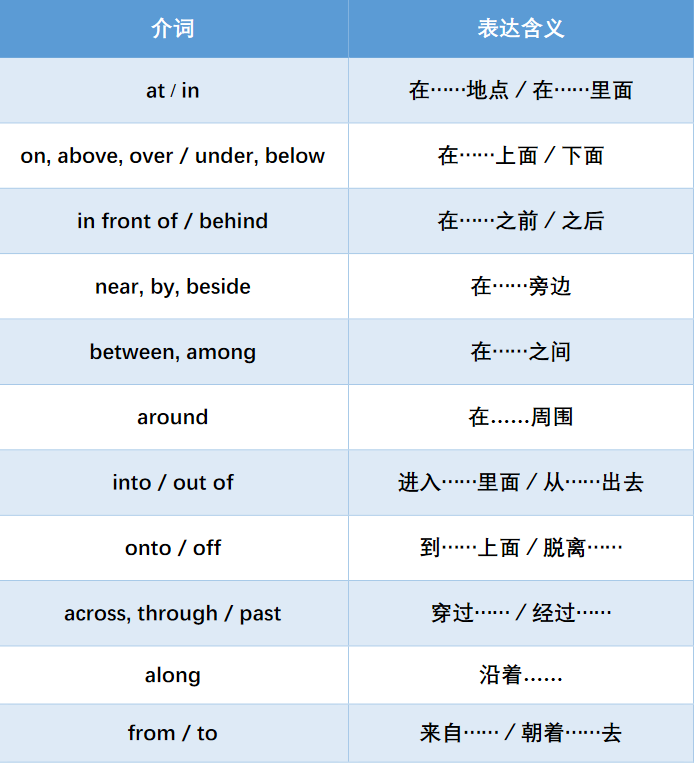 介词 表达含义
at / in 在……地点 / 在……里面
on, above, over / under, below 在……上面 / 下面
in front of / behind 在……之前 / 之后
near, by, beside 在……旁边
between, among 在……之间
around 在……周围
into / out of 进入……里面 / 从……出去
onto / off 到……上面 / 脱离……
across, through / past 穿过…… / 经过……
along 沿着……
from / to 来自…… / 朝着……去